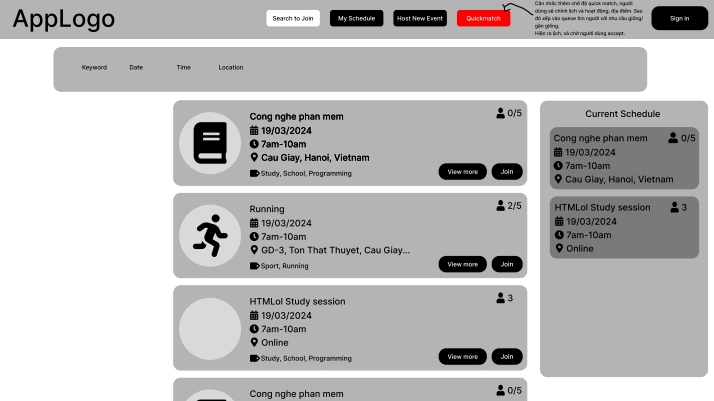 AppLogo
Search to Join
My Schedule
Host New Event
Quickmatch
Cân nhắc thêm chế độ quick match, người
dùng sẽ chỉnh lịch và hoạt động, địa điểm. Sau
đó xếp vào queue tìm người với nhu cầu giống/
gần giống.
Hiện ra lịch, và chờ người dùng accept.
Sign in
Keyword
Date
Time
Location
Cong nghe phan mem
0/5
19/03/2024
7am-10am
Cau Giay, Hanoi, Vietnam
Study, School, Programming
View more
Join
Running
2/5
19/03/2024
7am-10am
GD-3, Ton That Thuyet, Cau Giay...
Sport, Running
View more
Join
HTMLol Study session
3
19/03/2024
7am-10am
Online
Study, School, Programming
View more
Join
Cong nghe phan mem
0/5
Current Schedule
Cong nghe phan mem
0/5
19/03/2024
7am-10am
Cau Giay, Hanoi, Vietnam
HTMLol Study session
3
19/03/2024
7am-10am
Online